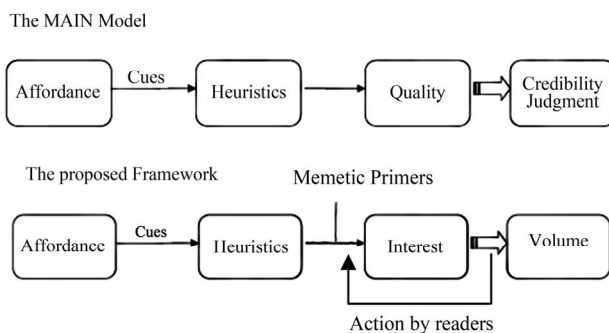 The MAIN Model
Cues
Affordance
Heuristics
Quality
Credibility
Judgment
The proposed Framework
Memetic Primers
Cues
Affordance
Heuristics
Interest
Volume
Action by readers